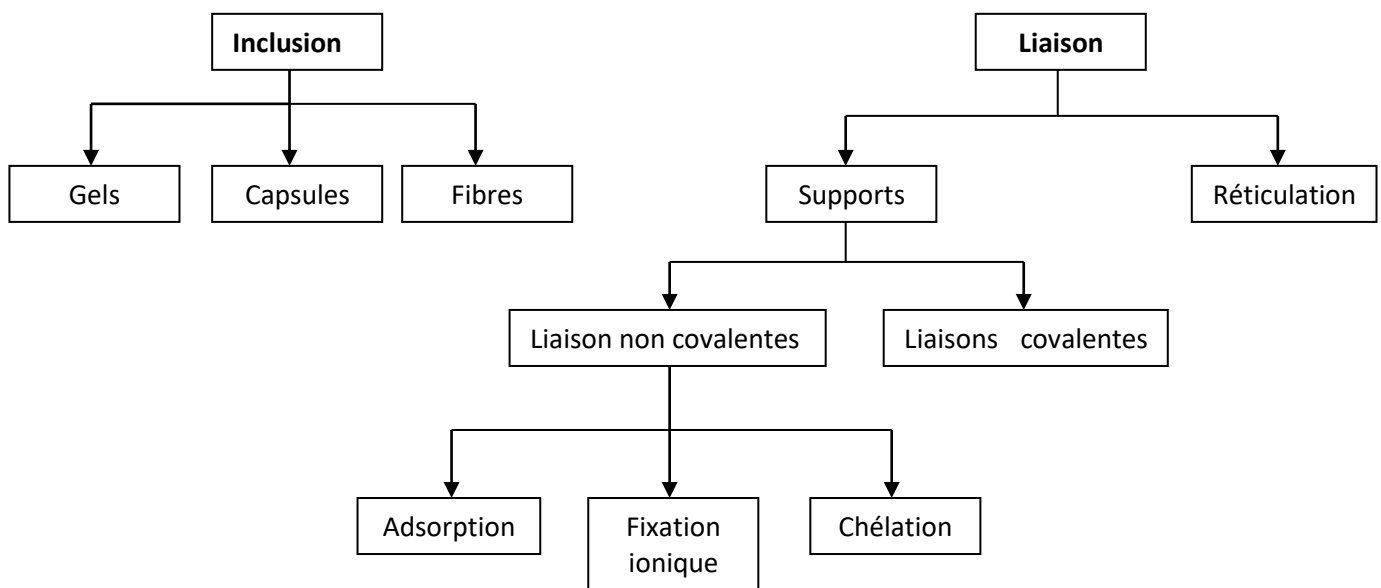 Inclusion
Liaison
Gels
Capsules
Fibres
Supports
Réticulation
Liaison non covalentes
Liaisons covalentes
Adsorption
Fixation
ionique
Chélation